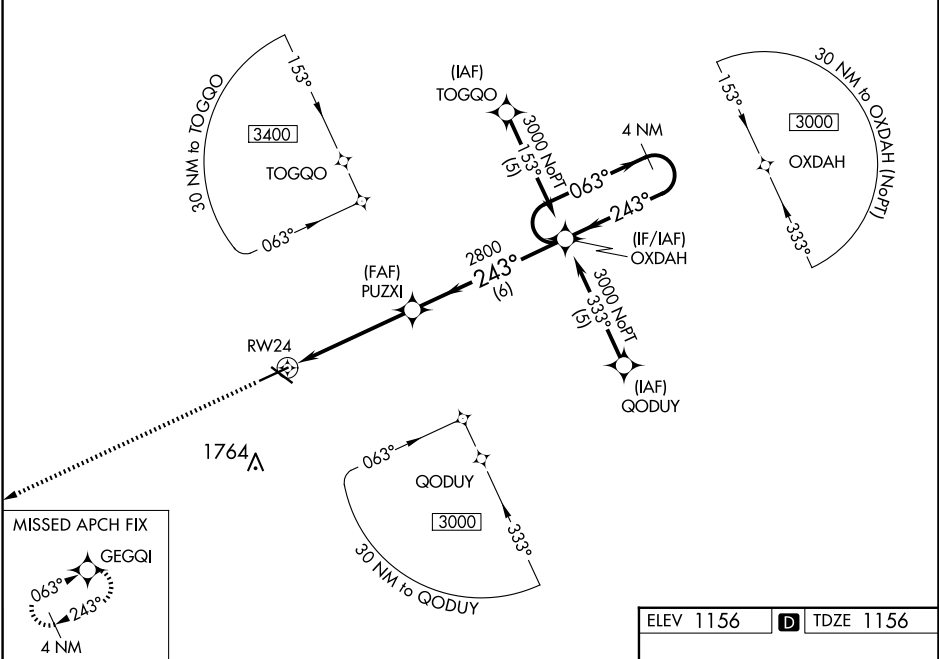 30 NM to TOGQO
153°
3400
TOGQO
063°
(IAF)
TOGQO
3000 NoPT
153°
(5)
4 NM
063°
243°
(IF/IAF)
OXDAH
30 NM to OXDAH (NoPT)
153°
3000
OXDAH
333°
2800
243°
(6)
(FAF)
PUZXI
3000 NoPT
333°
(5)
(IAF)
QODUY
RW24
1764
063°
QODUY
3000
333°
30 NM to QODUY
MISSED APCH FIX
GEGQI
063°
243°
4 NM
ELEV 1156
D
TDZE 1156